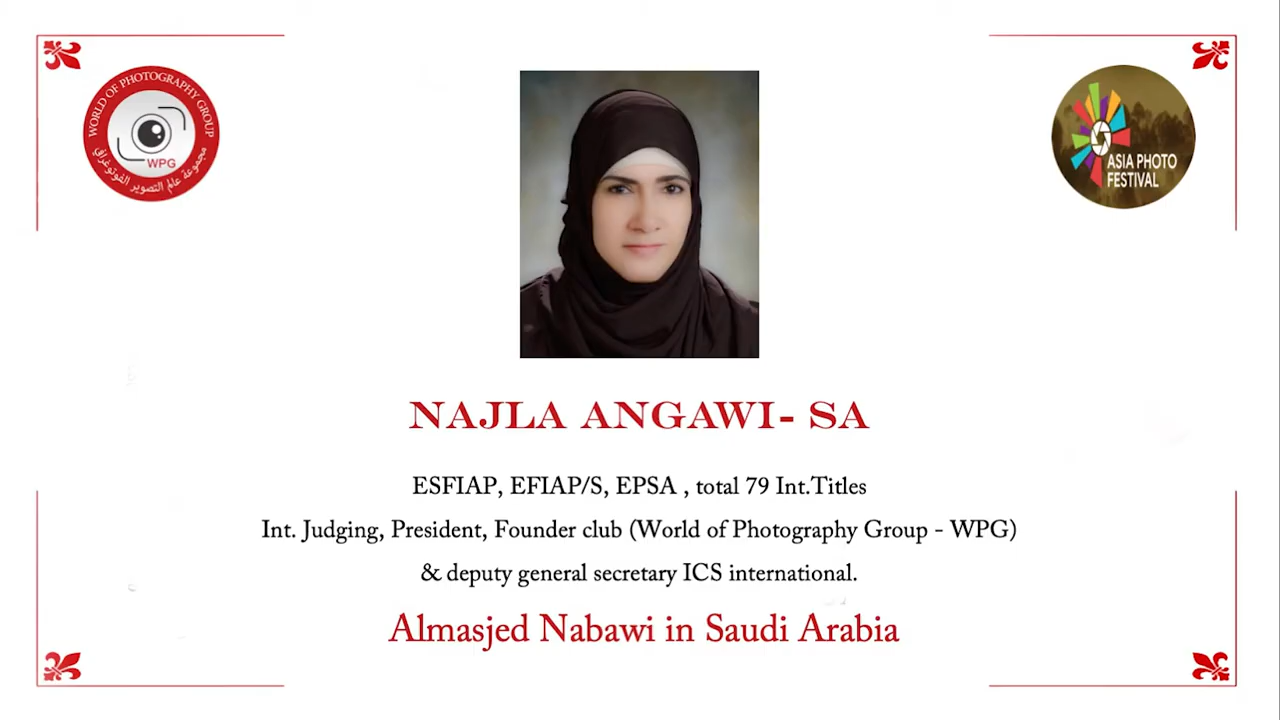 WORLD OF PHOTOGRAPHY GROUP
WPG
مجموعة عالم التصوير الفوتوغرافي
ASIA PHOTO
FESTIVAL
NAJLA ANGAWI- SA
ESFIAP, EFIAP/S, EPSA , total 79 Int.Titles
Int. Judging, President, Founder club (World of Photography Group - WPG)
& deputy general secretary ICS international.
Almasjed Nabawi in Saudi Arabia